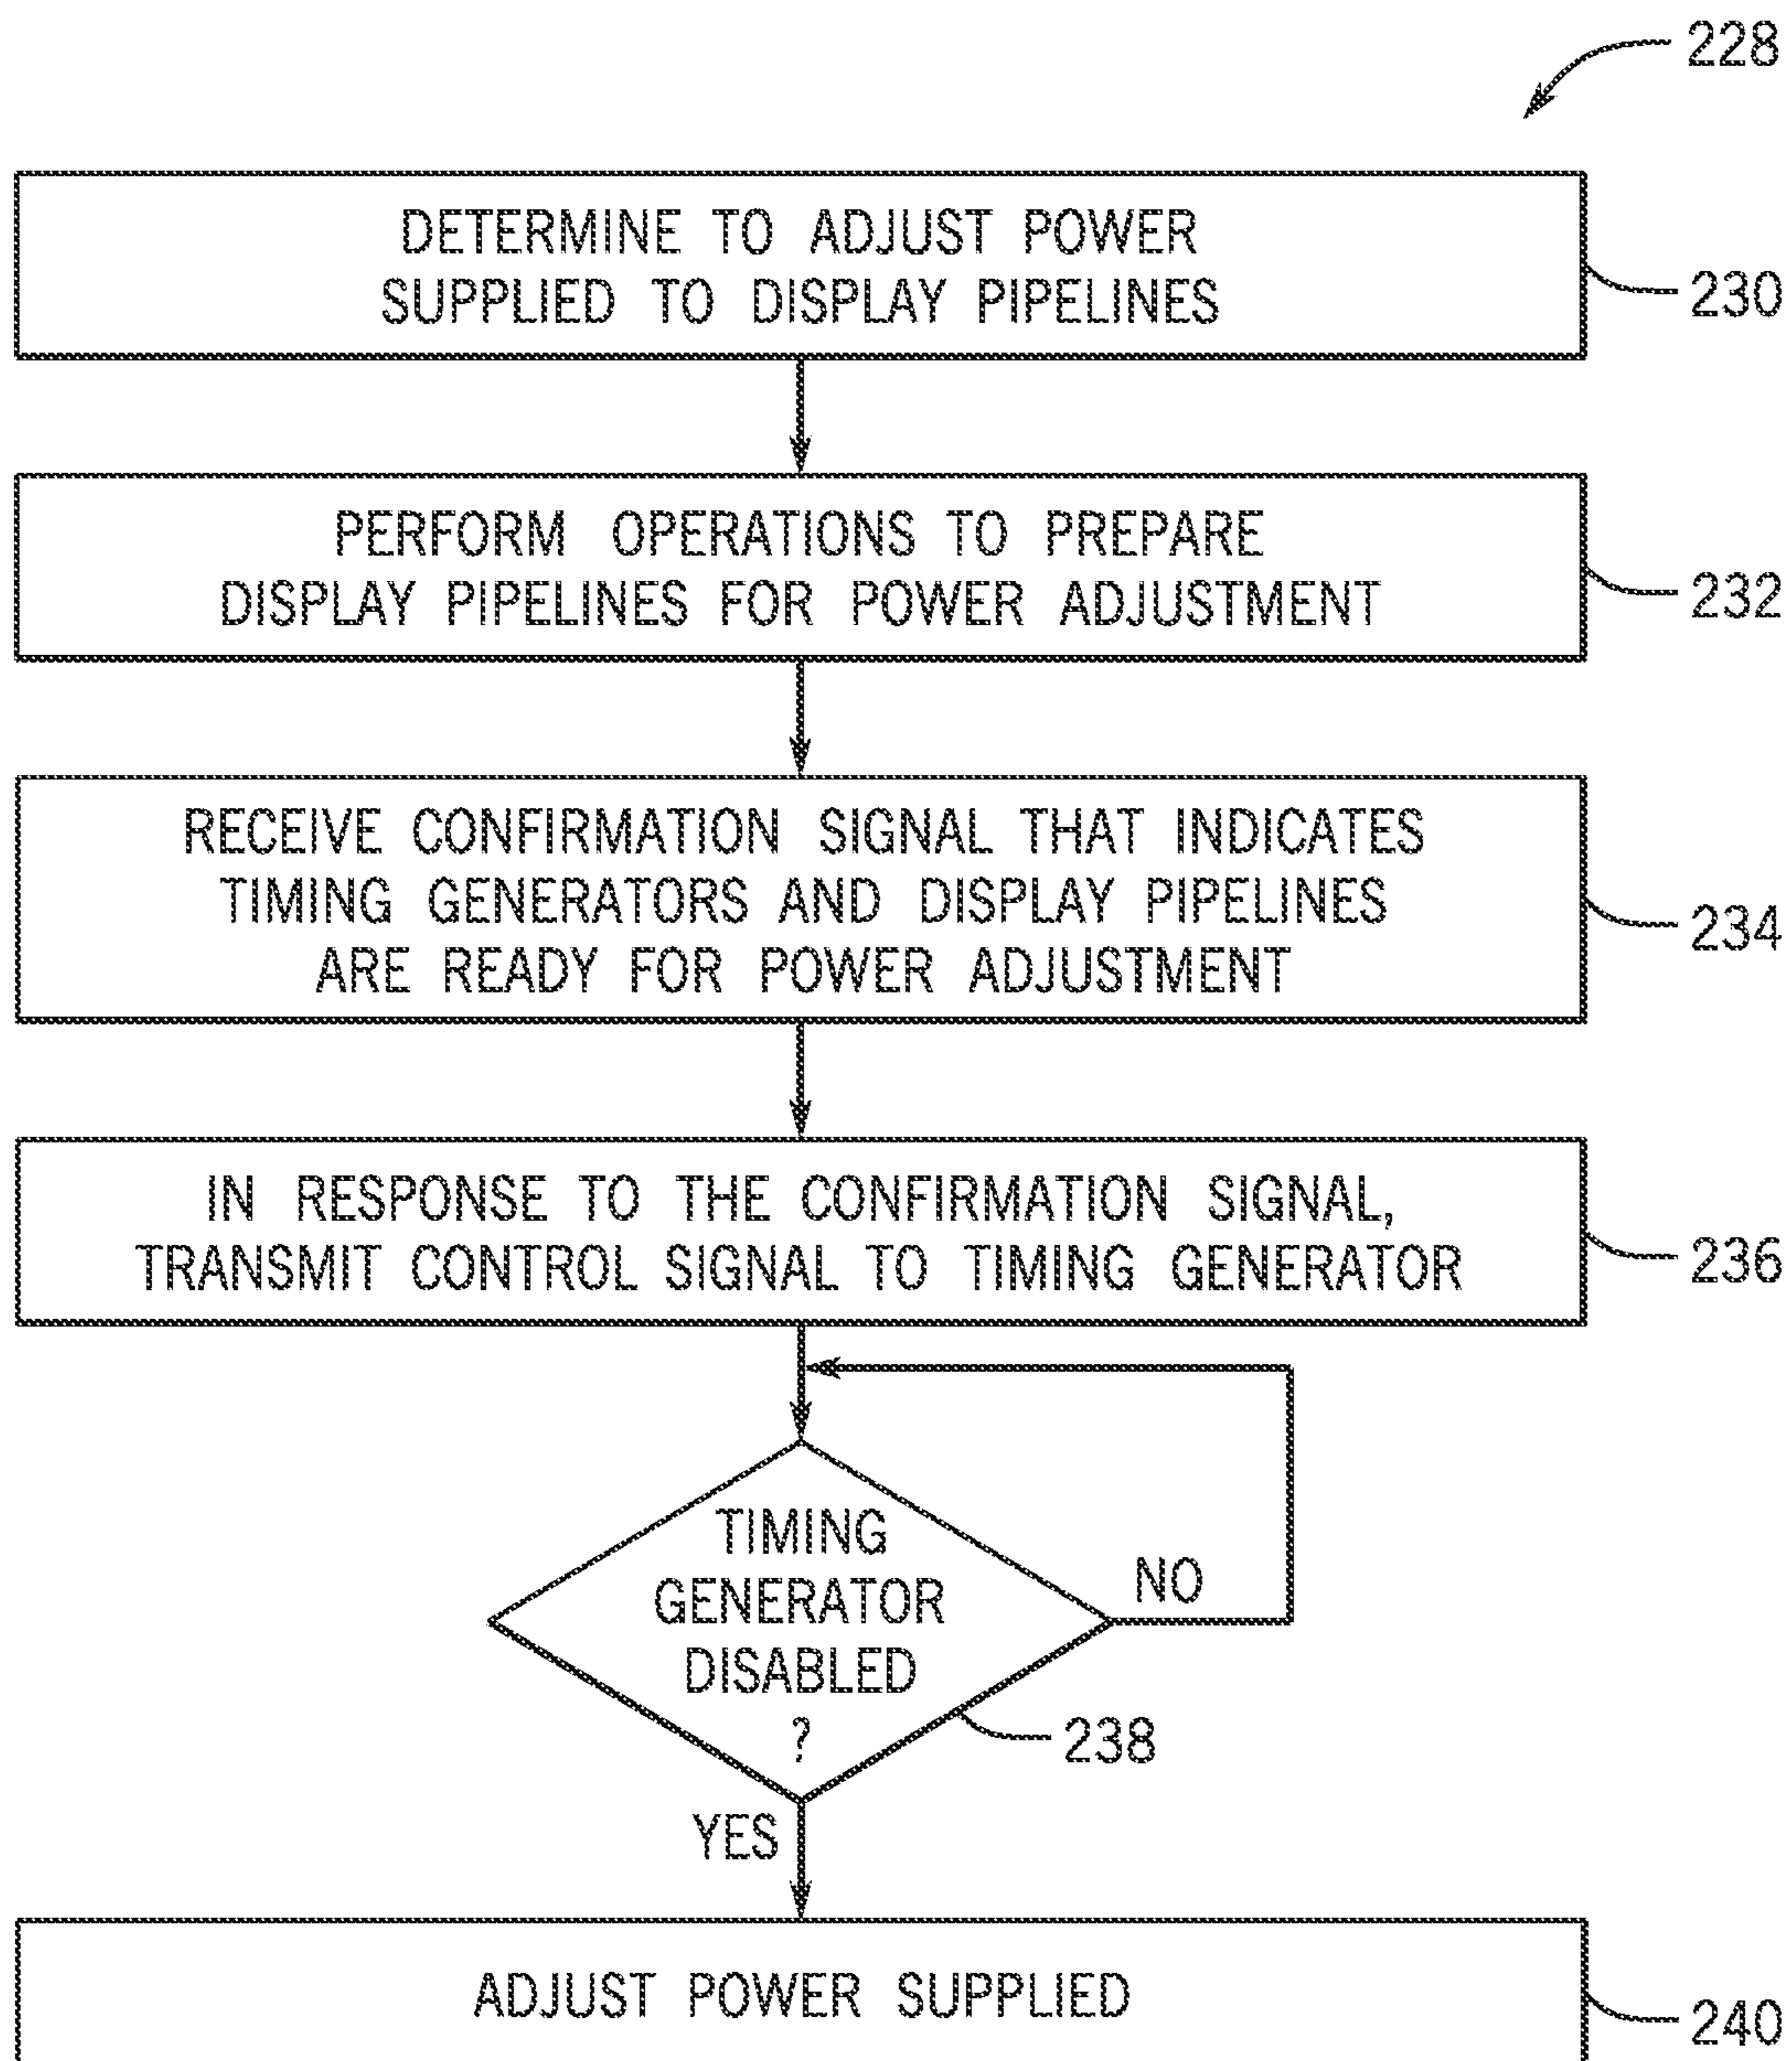 228
DETERMINE TO ADJUST POWER
SUPPLIED TO DISPLAY PIPELINES
230
PERFORM OPERATIONS TO PREPARE
DISPLAY PIPELINES FOR POWER ADJUSTMENT
232
RECEIVE CONFIRMATION SIGNAL THAT INDICATES
TIMING GENERATORS AND DISPLAY PIPELINES
ARE READY FOR POWER ADJUSTMENT
234
IN RESPONSE TO THE CONFIRMATION SIGNAL,
TRANSMIT CONTROL SIGNAL TO TIMING GENERATOR
236
TIMING
GENERATOR
DISABLED
?
NO
238
YES
ADJUST POWER SUPPLIED
240